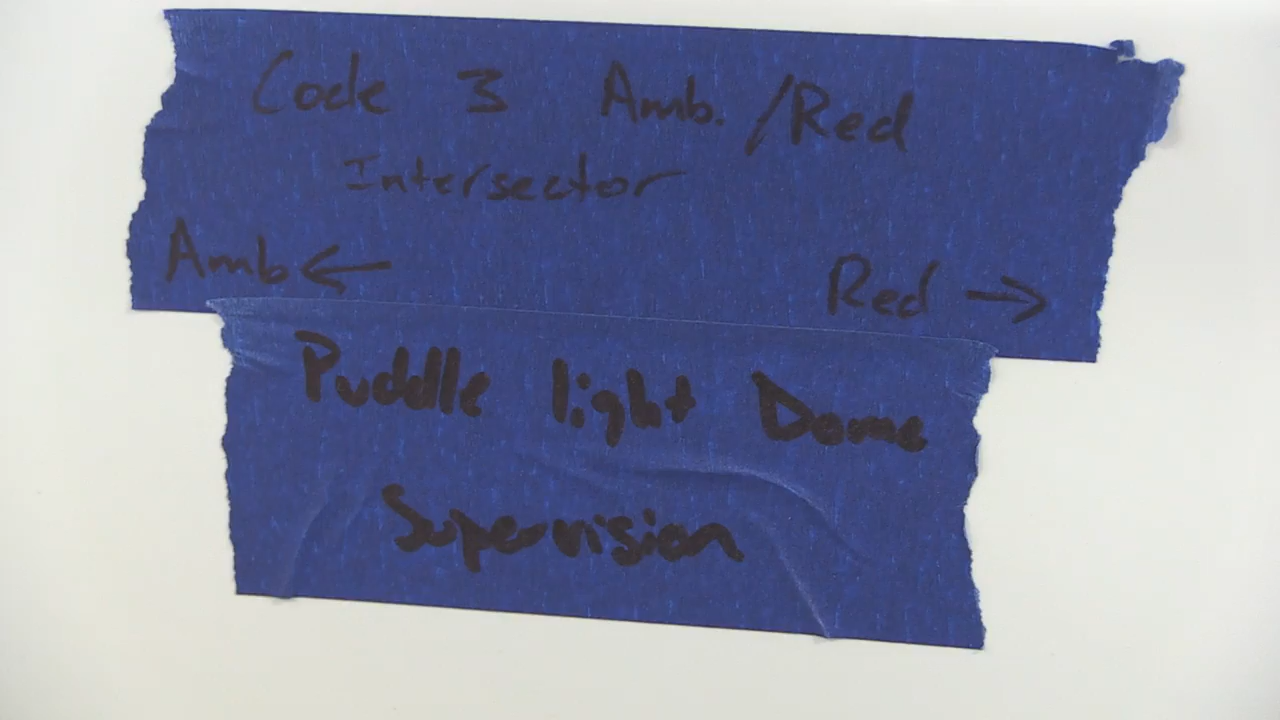 Code 3 Amb. /Red
Intersector
Amb ← Red →
Puddle light Dome
Supervision